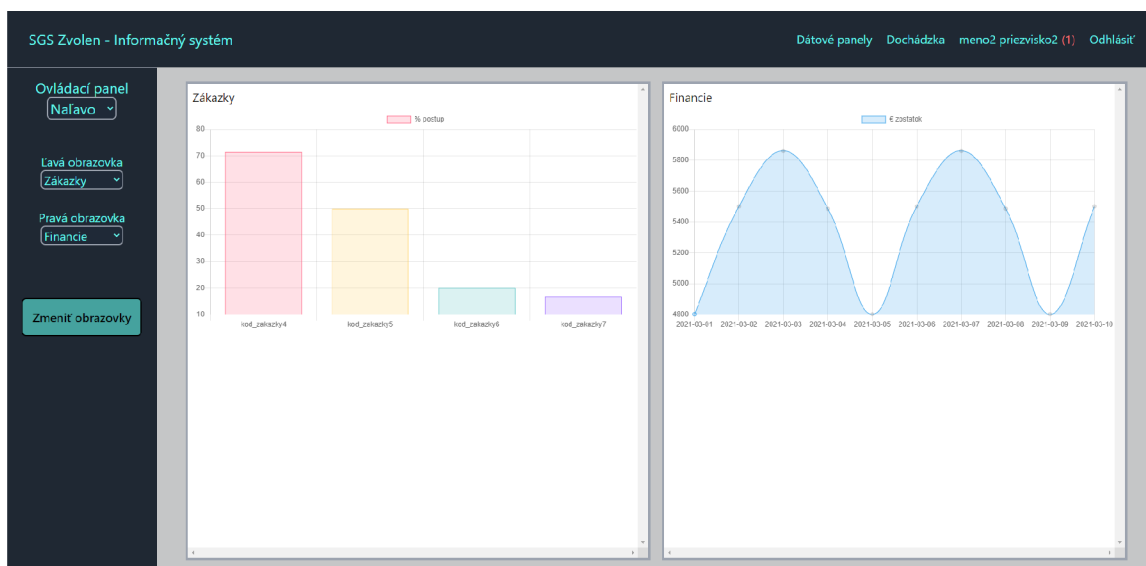 SGS Zvolen - Informačný systém
Dátové panely Dochádzka meno2 priezvisko2 (1) Odhlásiť
Ovládací panel
Naľavo
Ľavá obrazovka
Zákazky
Pravá obrazovka
Financie
Zmeniť obrazovky
Zákazky
% postup
80
70
60
50
40
30
20
10
kod_zakazky4 kod_zakazky5 kod_zakazky6 kod_zakazky7
Financie
€ zostatok
6000
5800
5600
5400
5200
5000
4800
2021-03-01 2021-03-02 2021-03-03 2021-03-04 2021-03-05 2021-03-06 2021-03-07 2021-03-08 2021-03-09 2021-03-10